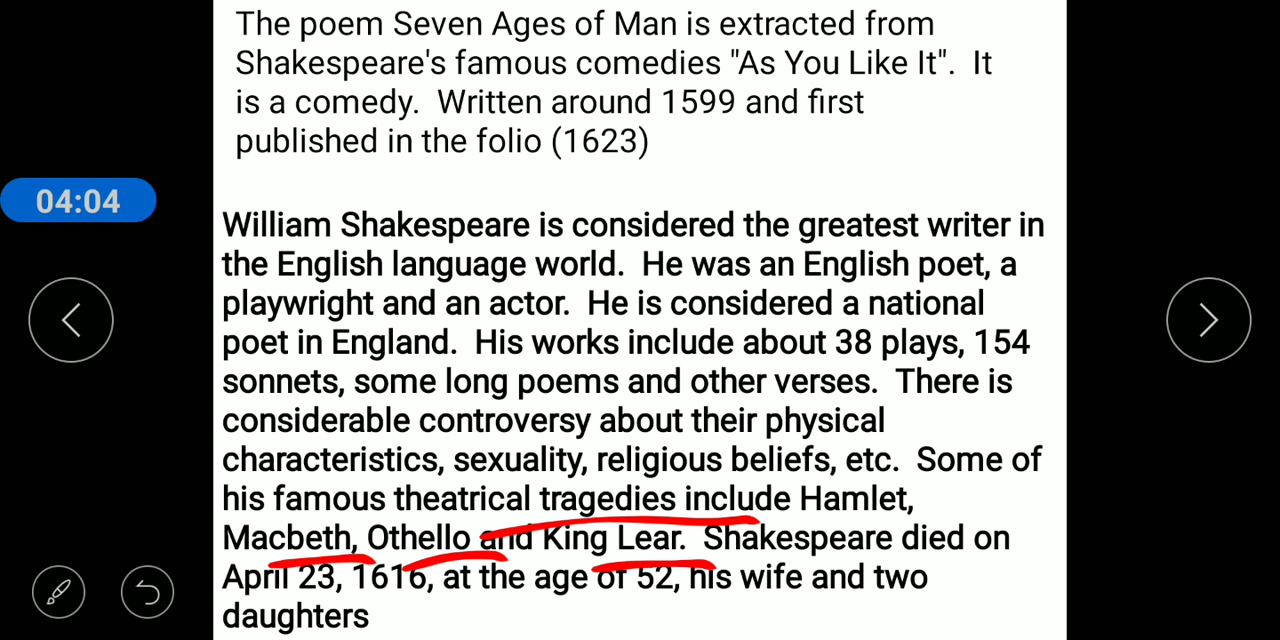 The poem Seven Ages of Man is extracted from
Shakespeare's famous comedies "As You Like It". It
is a comedy. Written around 1599 and first
published in the folio (1623)
04:04
William Shakespeare is considered the greatest writer in
the English language world. He was an English poet, a
playwright and an actor. He is considered a national
poet in England. His works include about 38 plays, 154
sonnets, some long poems and other verses. There is
considerable controversy about their physical
characteristics, sexuality, religious beliefs, etc. Some of
his famous theatrical tragedies include Hamlet,
Macbeth, Othello and King Lear. Shakespeare died on
April 23, 1616, at the age of 52, his wife and two
daughters